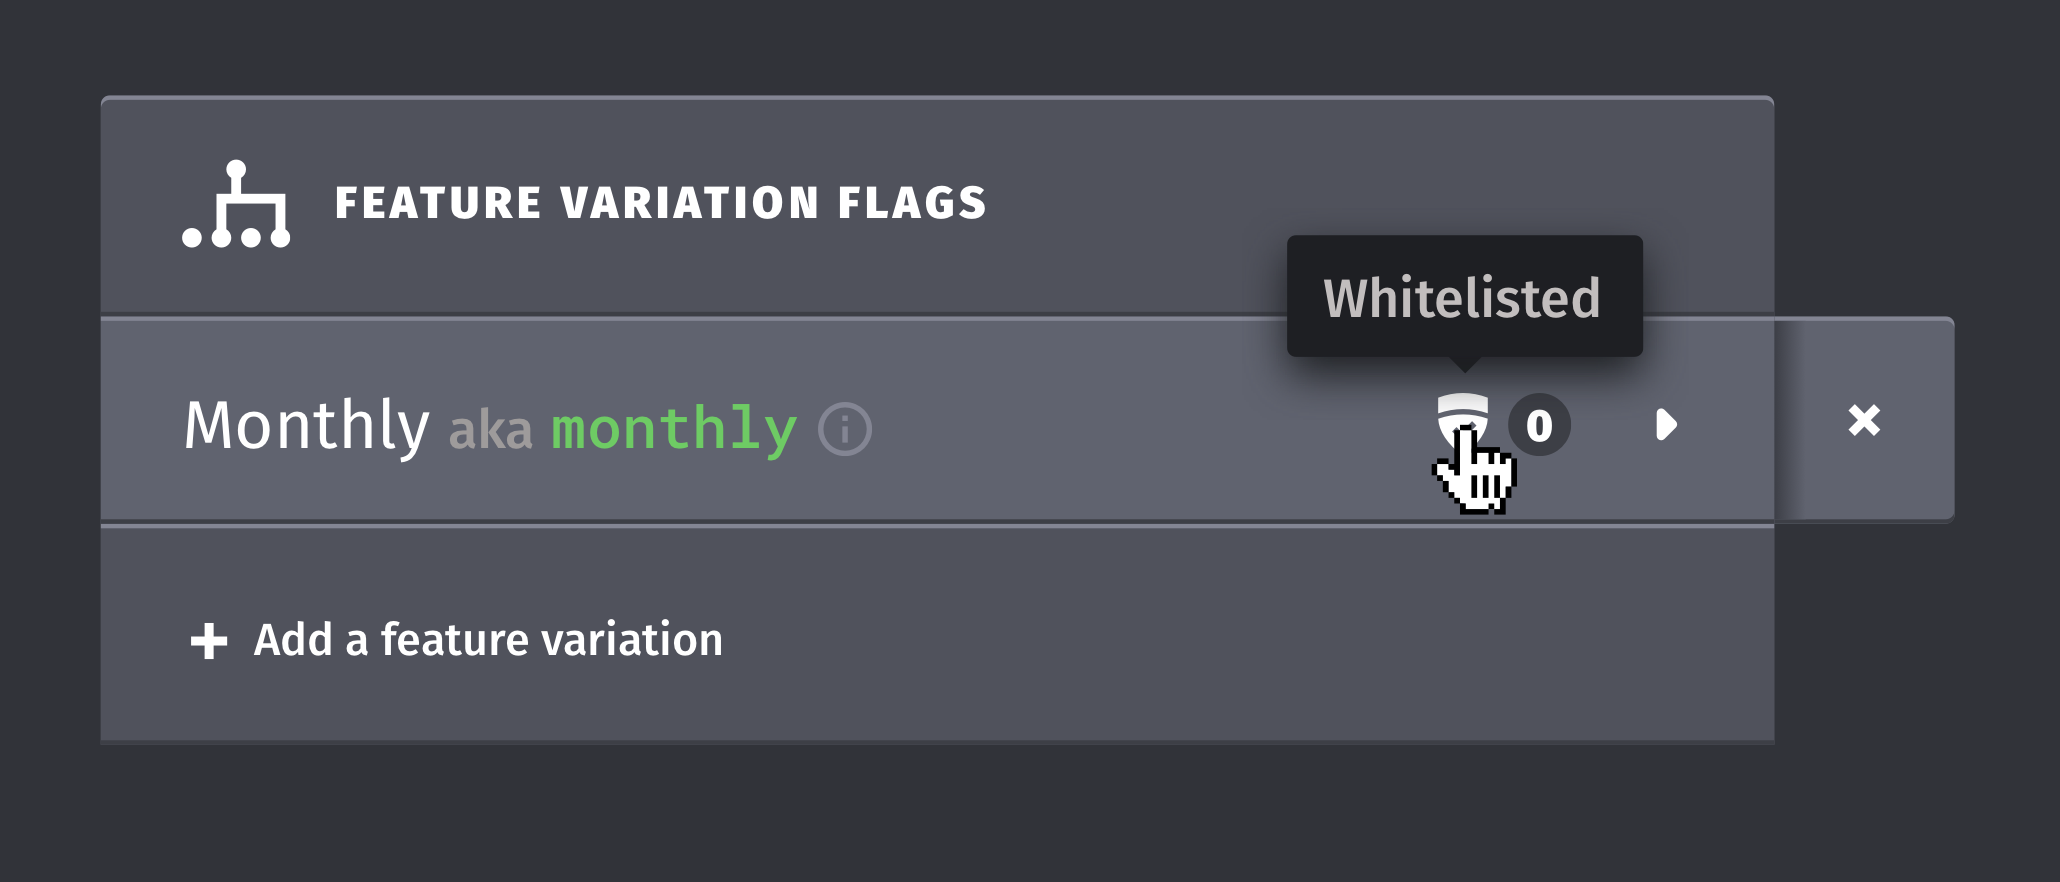 FEATURE VARIATION FLAGS
Whitelisted
Monthly aka monthly i 0
Add a feature variation